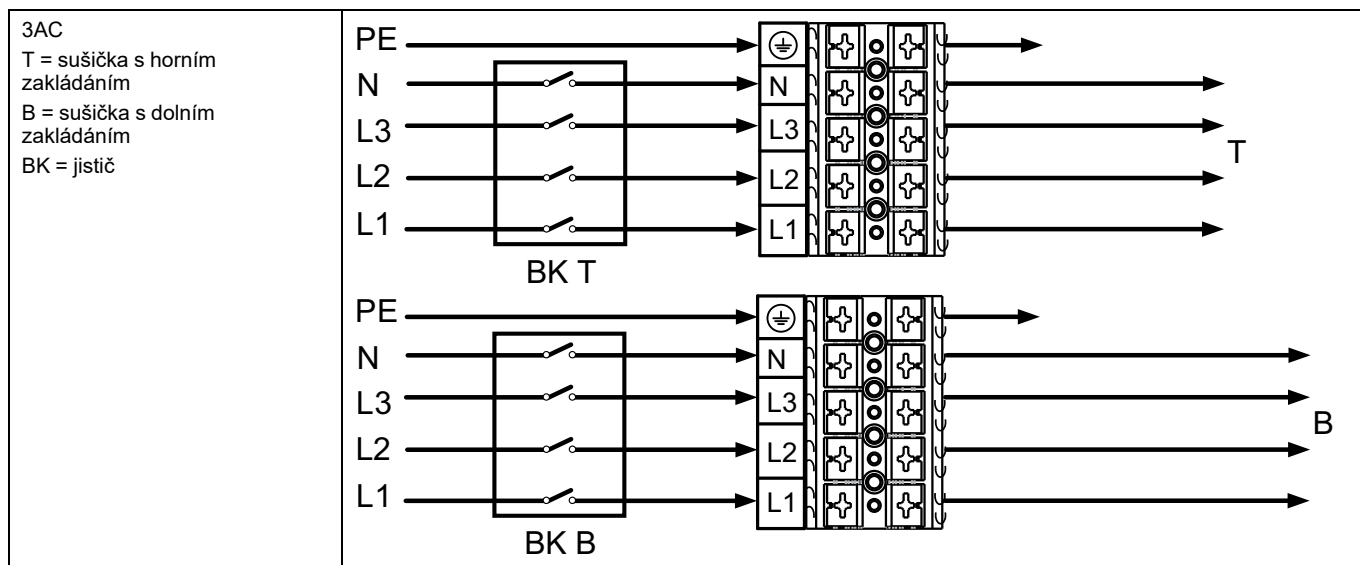 3AC
T = sušička s horním
zakládáním
B = sušička s dolním
zakládáním
BK = jistič
PE
N N
L3 L3
T
L2 L2
L1 L1
BK T
PE
N N
L3 L3
B
L2 L2
L1 L1
BK B